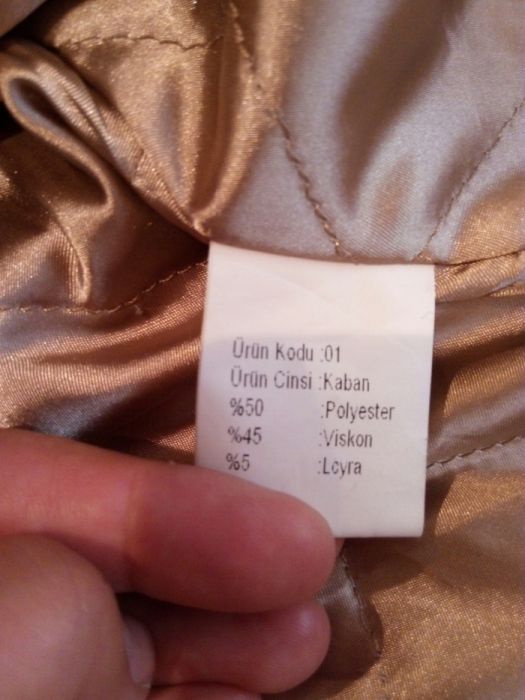 Ürün Kodu :01
Ürün Cinsi :Kaban
%50 :Polyester
%45 :Viskon
%5 :Lcyra